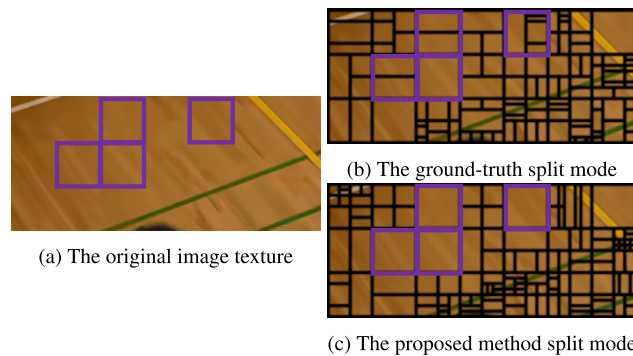 (a) The original image texture
(b) The ground-truth split mode
(c) The proposed method split mode